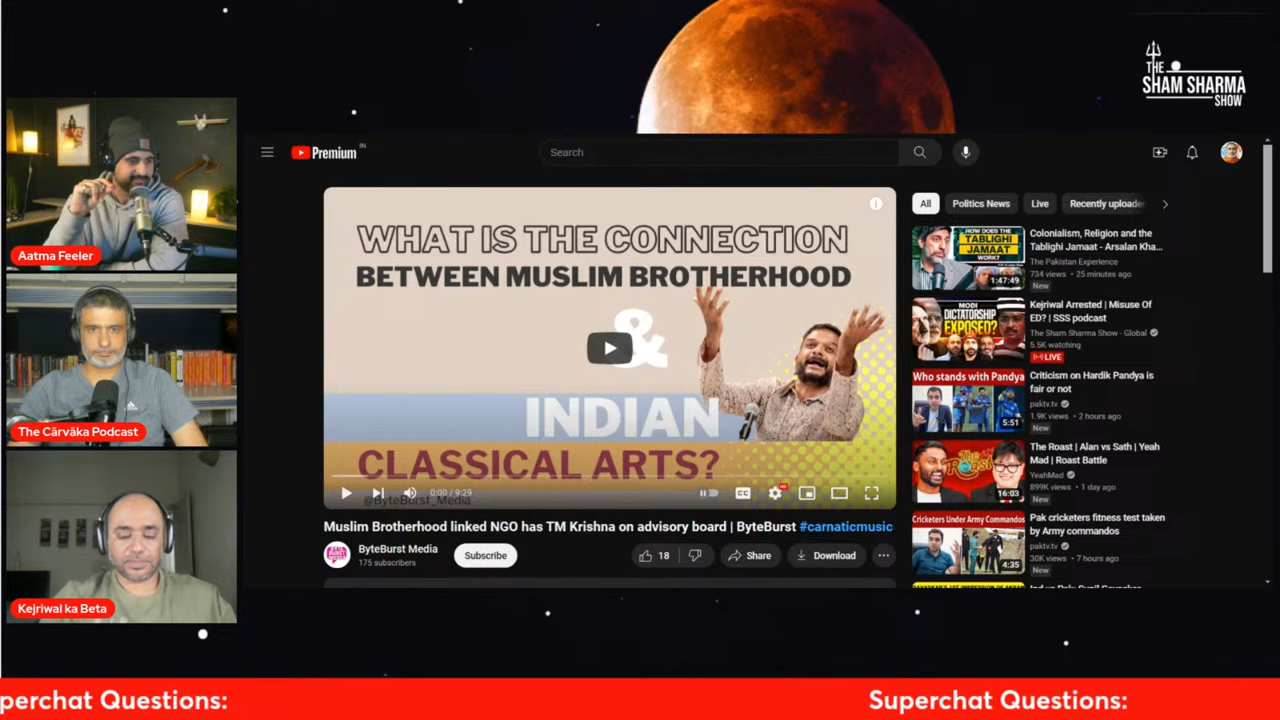 THE
SHAM SHARMA
SHOW
Aatma Feeler
The Cārvāka Podcast
Kejriwal ka Beta
Premium IN
Search
WHAT IS THE CONNECTION
BETWEEN MUSLIM BROTHERHOOD
&
INDIAN
CLASSICAL ARTS?
@ByteBurst_Media
0:00 / 9:29
CC
HD
Muslim Brotherhood linked NGO has TM Krishna on advisory board | ByteBurst #carnaticmusic
ByteBurst Media
175 subscribers
Subscribe
18
Share
Download
All
Politics News
Live
Recently uploade
HOW DOES THE
TABLIGHI
JAMAAT
WORK?
1:47:49
Colonialism, Religion and the
Tablighi Jamaat - Arsalan Kha...
The Pakistan Experience
734 views • 25 minutes ago
New
MODI
DICTATORSHIP
EXPOSED?
Kejriwal Arrested | Misuse Of
ED? | SSS podcast
The Sham Sharma Show - Global
5.5K watching
LIVE
Who stands with Pandya
5:51
Criticism on Hardik Pandya is
fair or not
paktv.tv
1.9K views • 2 hours ago
New
The Roast
16:03
The Roast | Alan vs Sath | Yeah
Mad | Roast Battle
YeahMad
899K views • 1 day ago
New
Cricketers Under Army Commandos
4:35
Pak cricketers fitness test taken
by Army commandos
paktv.tv
30K views • 7 hours ago
New
perchat Questions:
Superchat Questions: